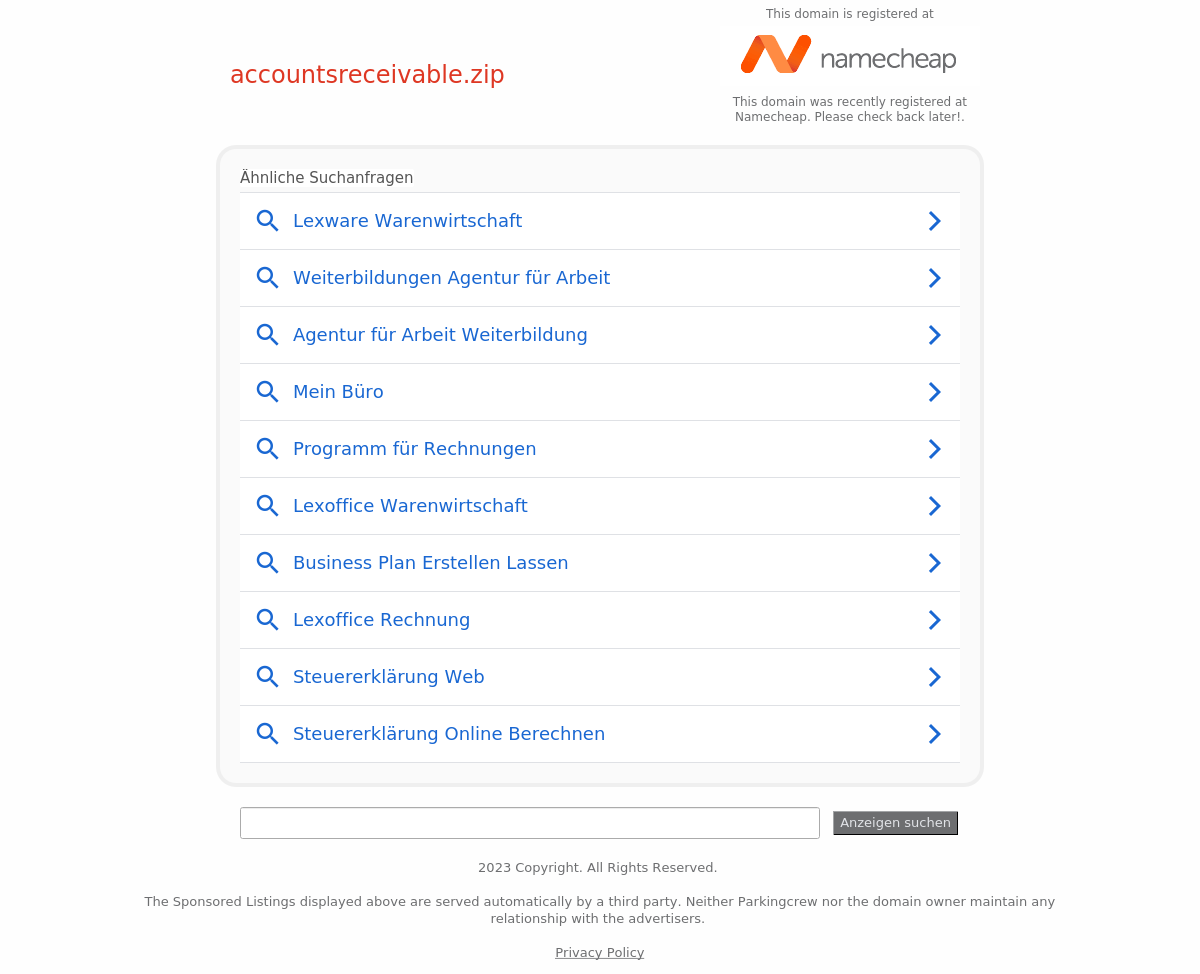 This domain is registered at
namecheap
accountsreceivable.zip
This domain was recently registered at
Namecheap. Please check back later!.
Ähnliche Suchanfragen
Lexware Warenwirtschaft
Weiterbildungen Agentur für Arbeit
Agentur für Arbeit Weiterbildung
Mein Büro
Programm für Rechnungen
Lexoffice Warenwirtschaft
Business Plan Erstellen Lassen
Lexoffice Rechnung
Steuererklärung Web
Steuererklärung Online Berechnen
Anzeigen suchen
2023 Copyright. All Rights Reserved.
The Sponsored Listings displayed above are served automatically by a third party. Neither Parkingcrew nor the domain owner maintain any
relationship with the advertisers.
Privacy Policy